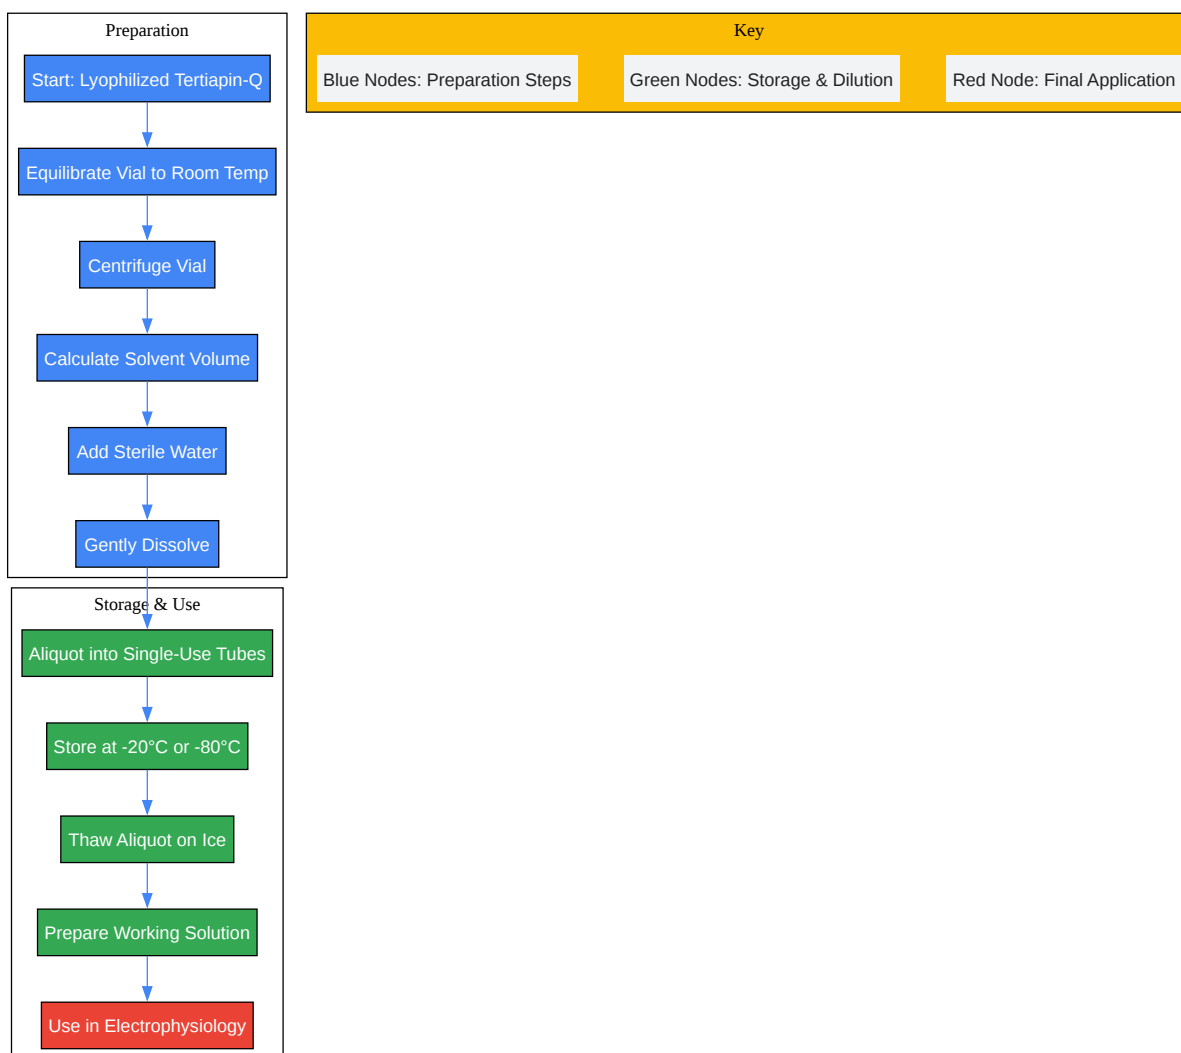 Preparation
Start: Lyophilized Tertiapin-Q
Equilibrate Vial to Room Temp
Centrifuge Vial
Calculate Solvent Volume
Add Sterile Water
Gently Dissolve
Storage & Use
Aliquot into Single-Use Tubes
Store at -20°C or -80°C
Thaw Aliquot on Ice
Prepare Working Solution
Use in Electrophysiology
Key
Blue Nodes: Preparation Steps
Green Nodes: Storage & Dilution
Red Node: Final Application